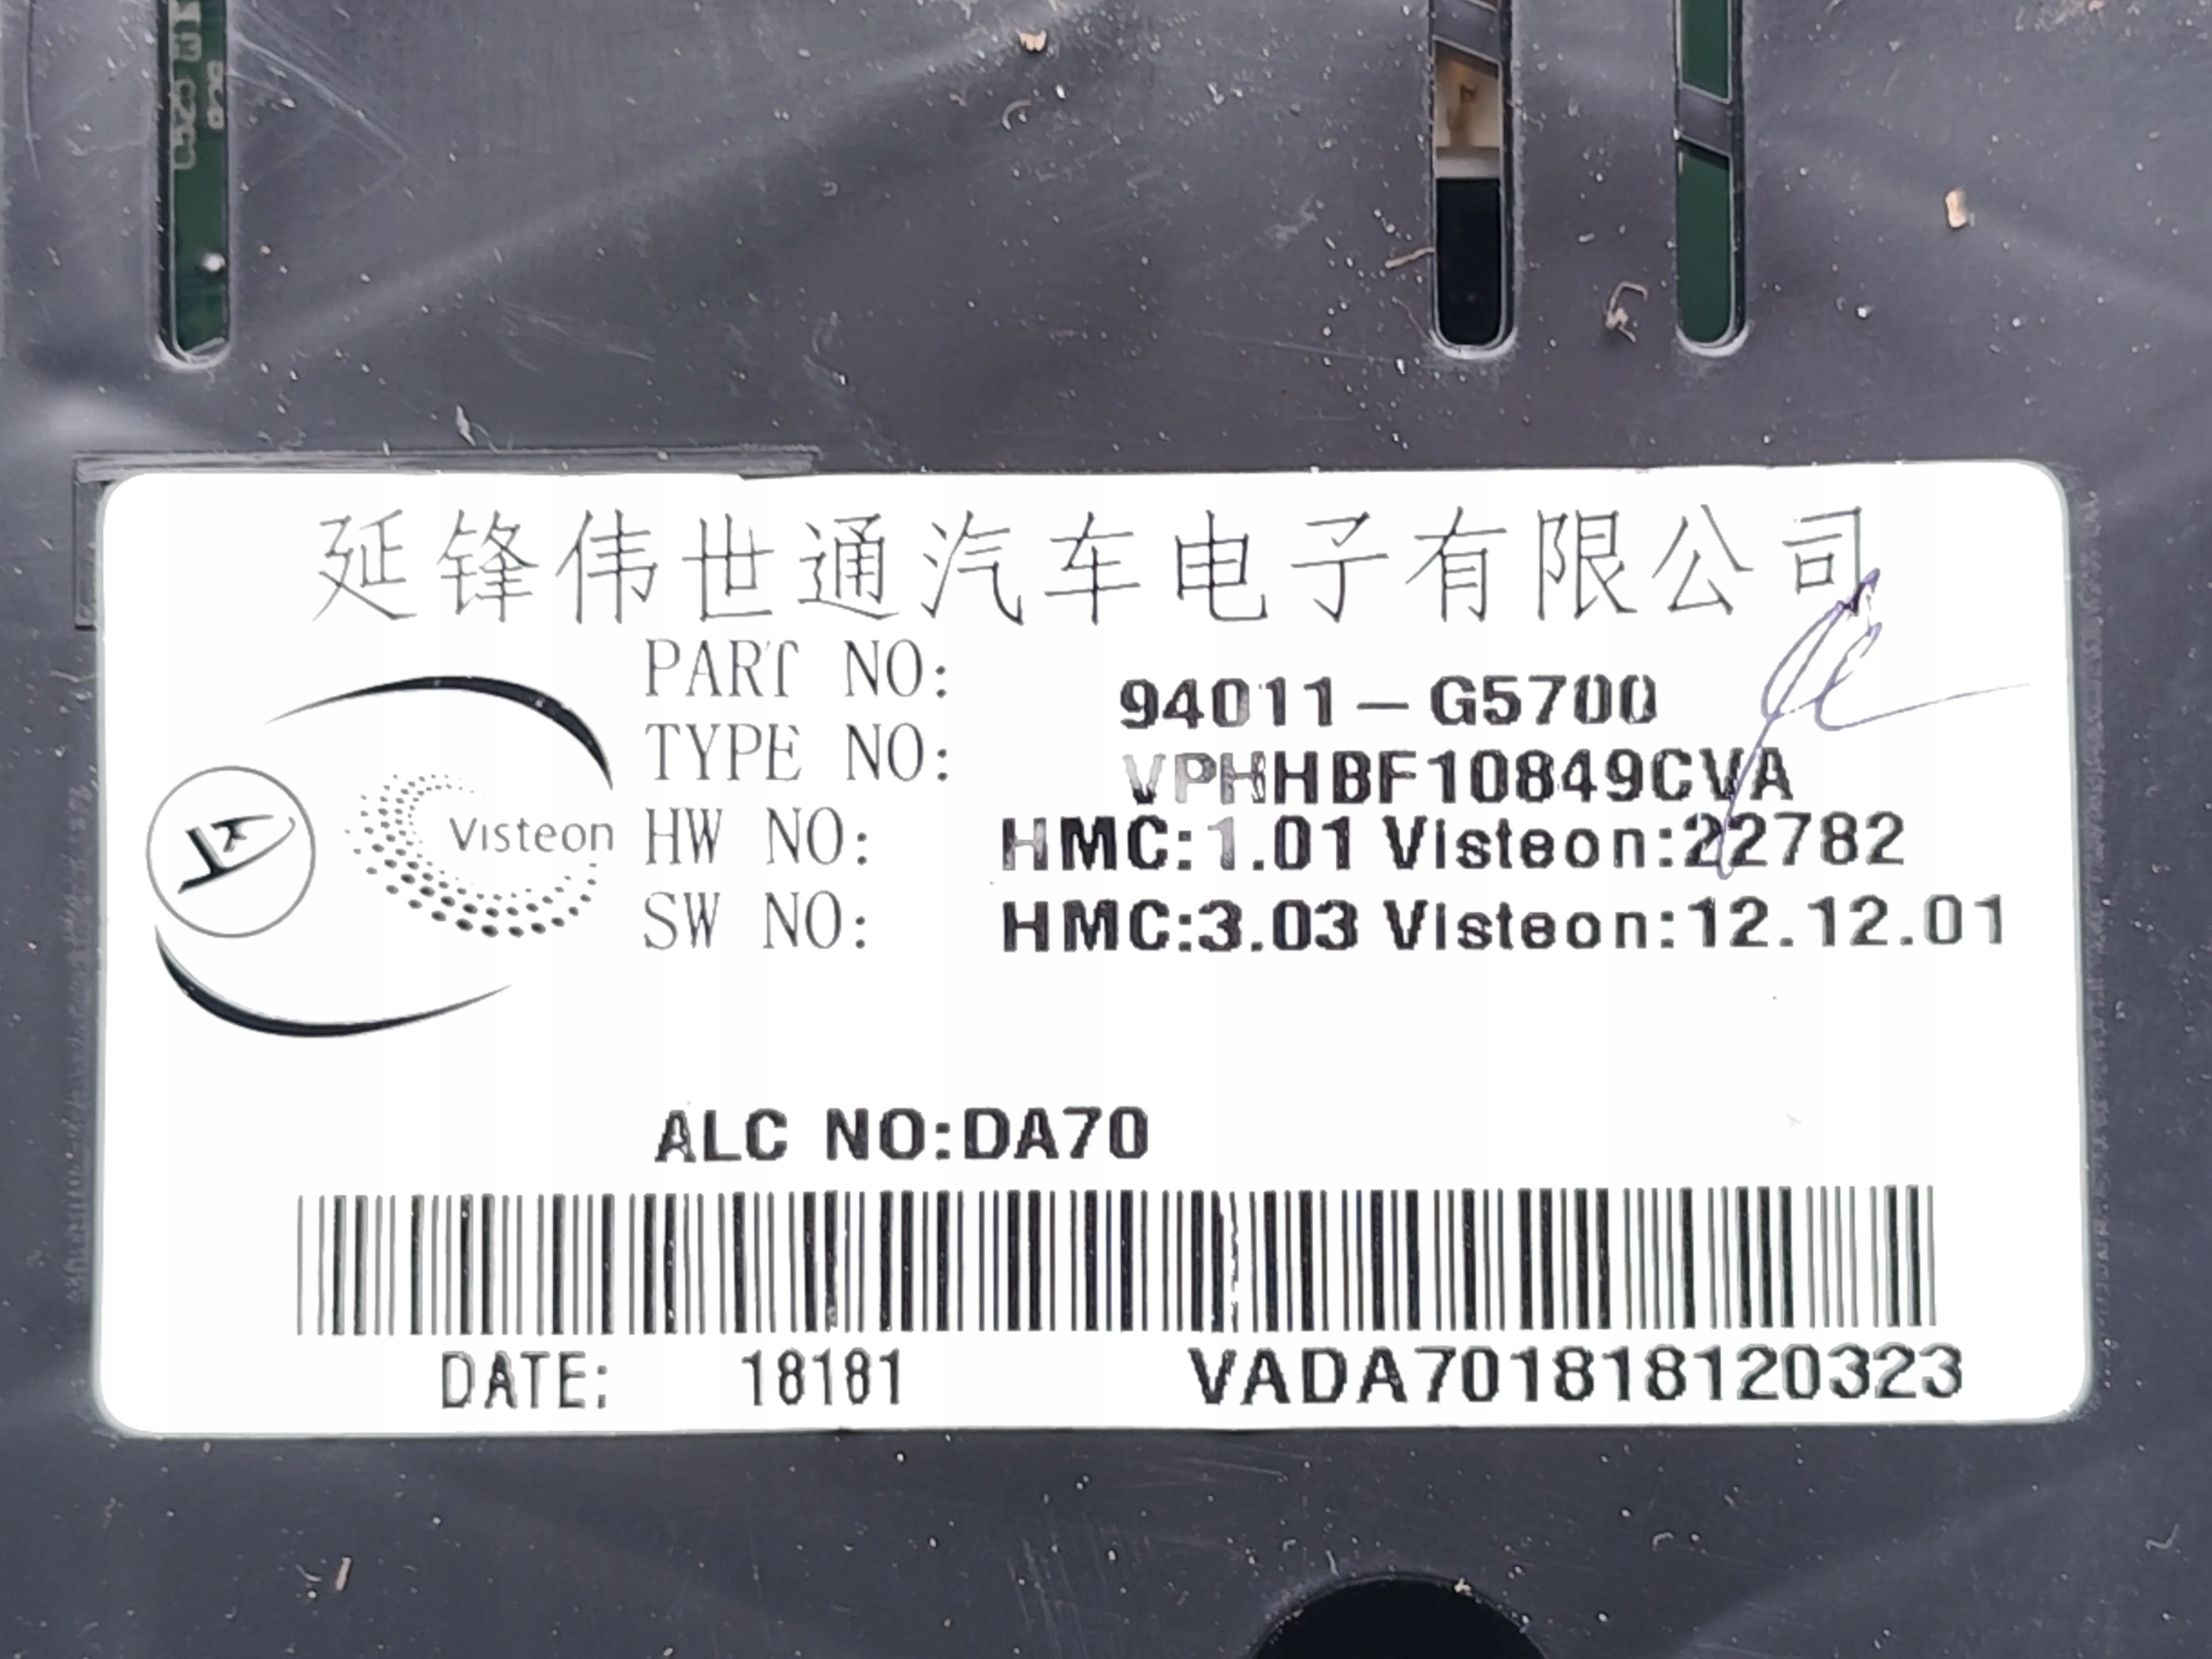 延锋伟世通汽车电子有限公司
PART NO: 94011-G5700
TYPE NO: VPHHBF10849CVA
Visteon
HW NO: HMC:1.01 Visteon:22782
SW NO: HMC:3.03 Visteon:12.12.01
ALC NO:DA70
DATE: 18181 VADA701818120323